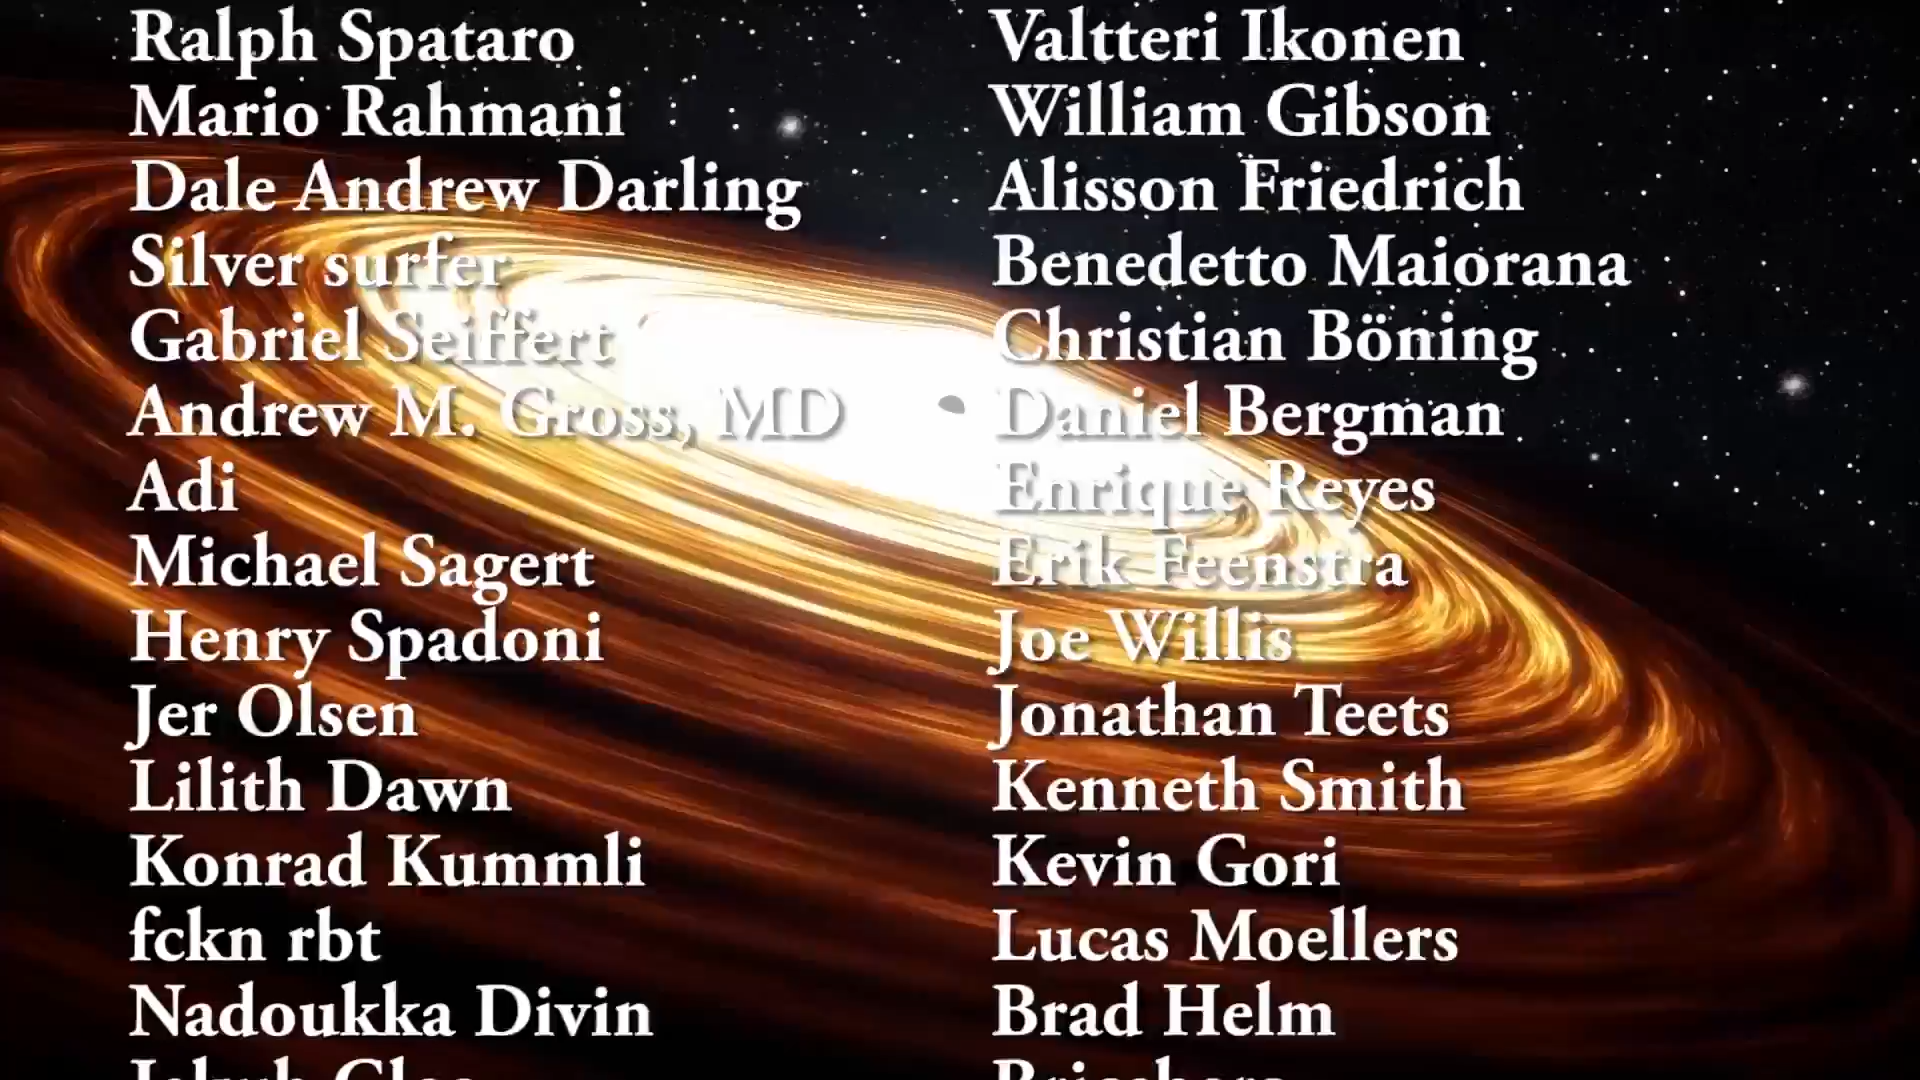 Ralph Spataro
Mario Rahmani
Dale Andrew Darling
Silver surfer
Gabriel Seiffert
Andrew M. Gross, MD
Adi
Michael Sagert
Henry Spadoni
Jer Olsen
Lilith Dawn
Konrad Kummli
fckn rbt
Nadoukka Divin
Valtteri Ikonen
William Gibson
Alisson Friedrich
Benedetto Maiorana
Christian Böning
Daniel Bergman
Enrique Reyes
Erik Feenstra
Joe Willis
Jonathan Teets
Kenneth Smith
Kevin Gori
Lucas Moellers
Brad Helm